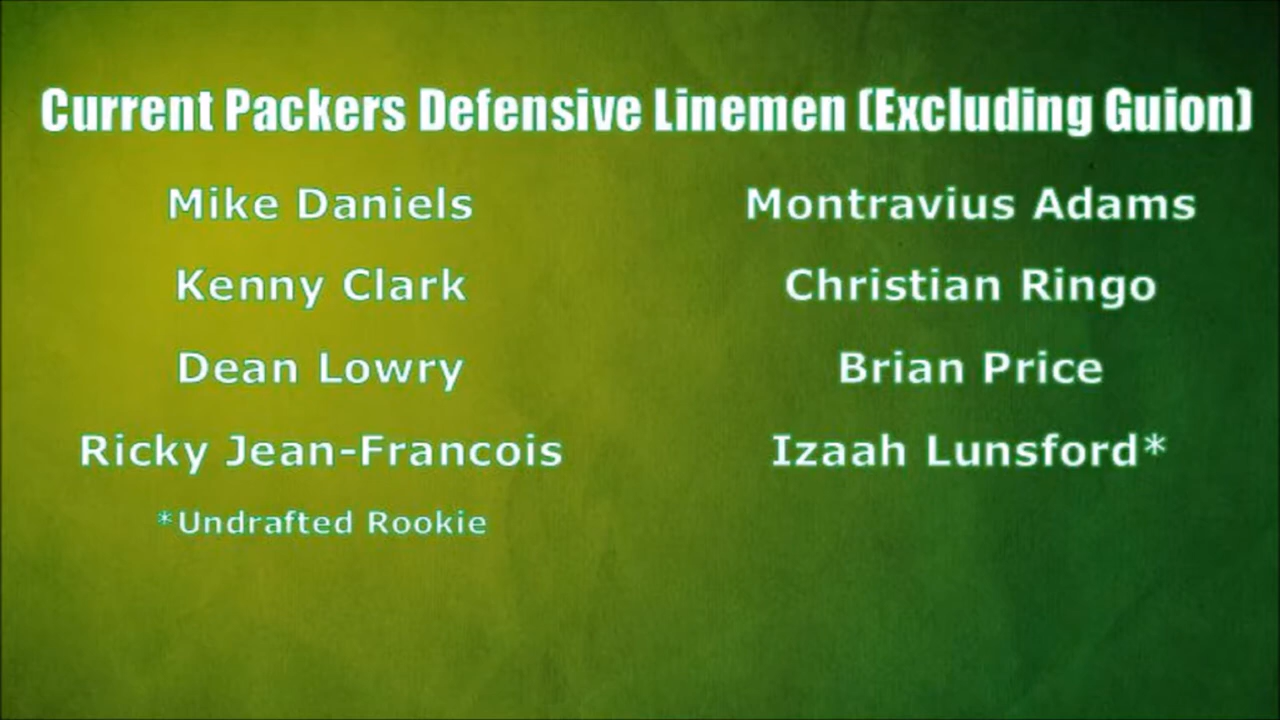 Current Packers Defensive Linemen (Excluding Guion)
Mike Daniels
Kenny Clark
Dean Lowry
Ricky Jean-Francois
*Undrafted Rookie
Montravius Adams
Christian Ringo
Brian Price
Izaah Lunsford*